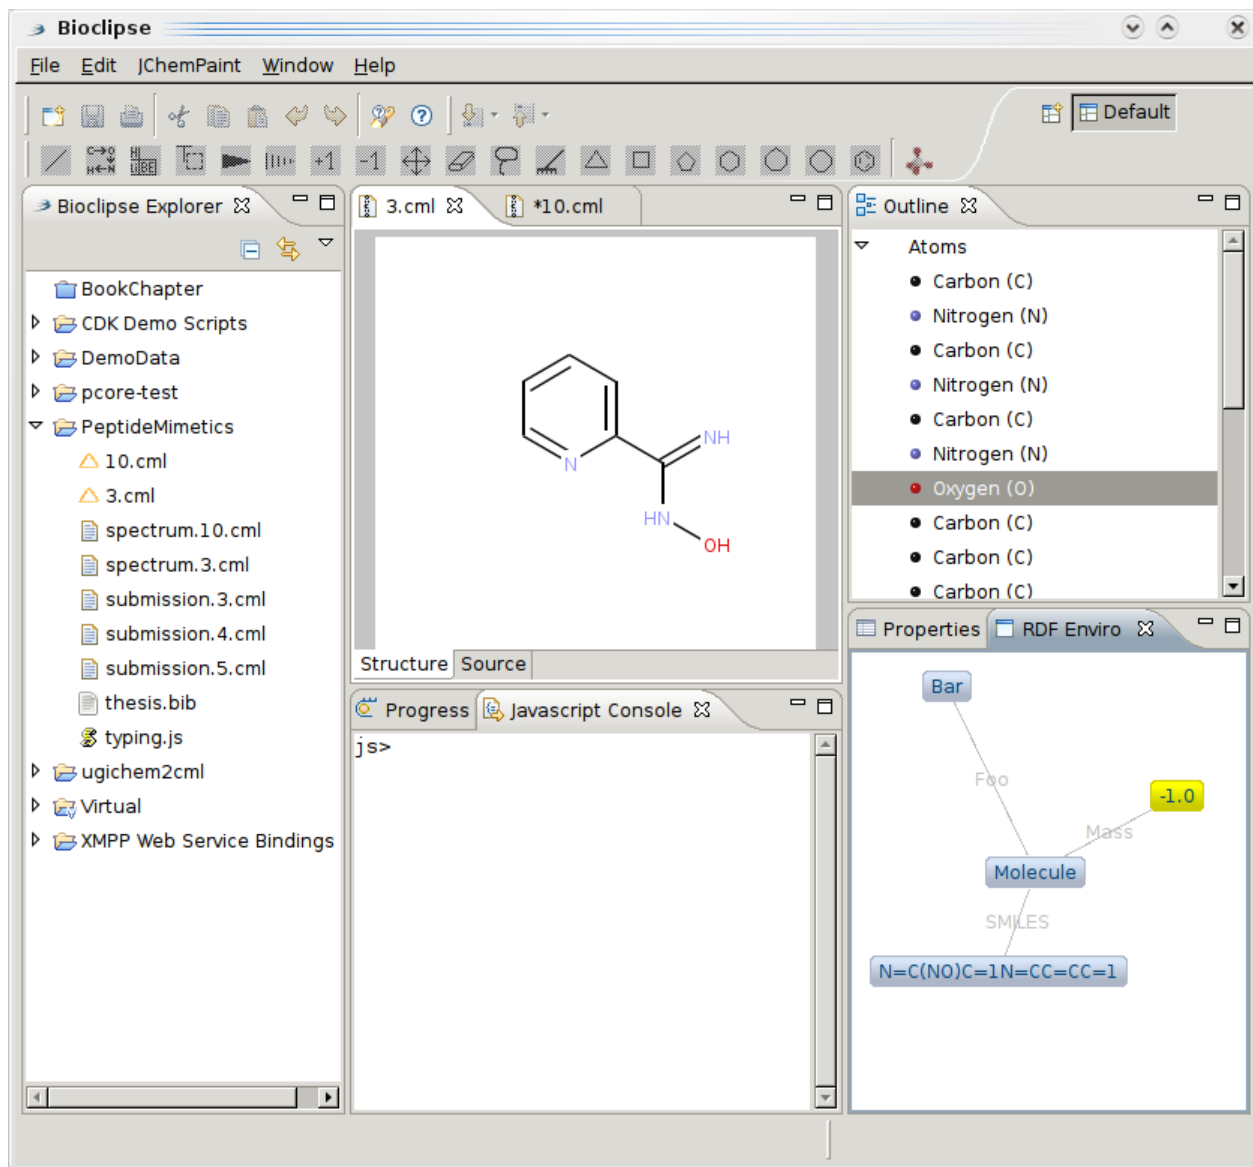 Bioclipse
File Edit JChemPaint Window Help
Default
+1 -1
Bioclipse Explorer
BookChapter
CDK Demo Scripts
DemoData
pcore-test
PeptideMimetics
10.cml
3.cml
spectrum.10.cml
spectrum.3.cml
submission.3.cml
submission.4.cml
submission.5.cml
thesis.bib
typing.js
ugichem2cml
Virtual
XMPP Web Service Bindings
3.cml *10.cml
N
NH
HN
OH
Structure Source
Progress Javascript Console
js>
Outline
Atoms
Carbon (C)
Nitrogen (N)
Carbon (C)
Nitrogen (N)
Carbon (C)
Nitrogen (N)
Oxygen (O)
Carbon (C)
Carbon (C)
Carbon (C)
Properties RDF Enviro
Bar
Foo
-1.0
Mass
Molecule
SMILES
N=C(NO)C=1N=CC=CC=1